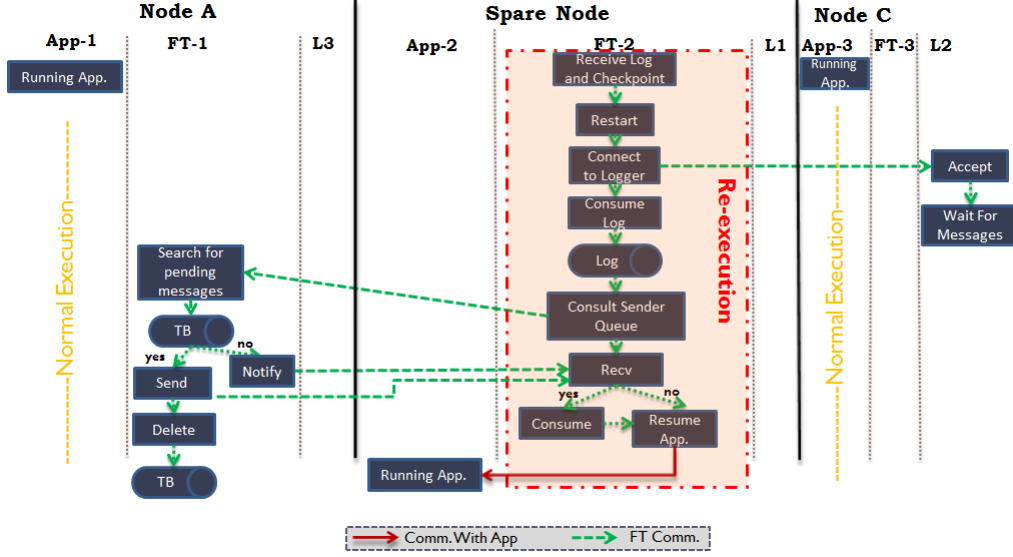 Node A
Spare Node
Node C
App-1
FT-1
L3
App-2
FT-2
L1
App-3
FT-3
L2
Running App.
Receive Log
and Checkpoint
Running
App.
Restart
Connect
to Logger
Accept
Consume
Log
Wait For
Messages
Log
Search for
pending
messages
Consult Sender
Queue
TB
yes
no
Notify
Send
Recv
yes
no
Delete
Consume
Resume
App.
TB
Running App.
Normal Execution
Re-execution
Normal Execution
Comm. With App
FT Comm.